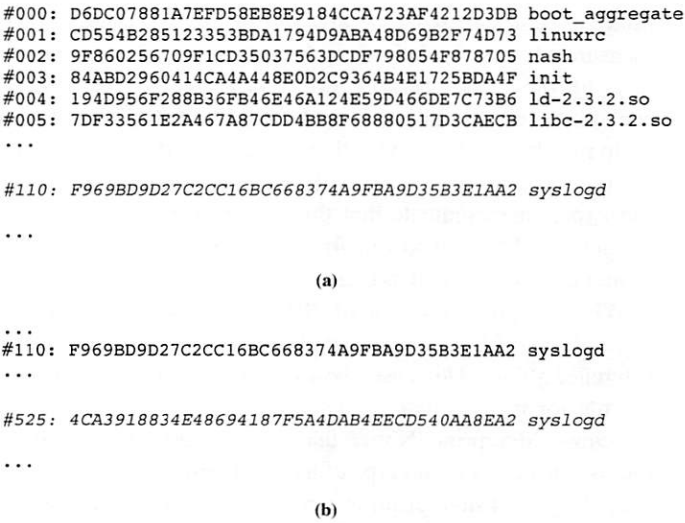 #000: D6DC07881A7EFD58EB8E9184CCA723AF4212D3DB boot_aggregate
#001: CD554B285123353BDA1794D9ABA48D69B2F74D73 linuxrc
#002: 9F860256709F1CD35037563DCDF798054F878705 nash
#003: 84ABD2960414CA4A448E0D2C9364B4E1725BDA4F init
#004: 194D956F288B36FB46E46A124E59D466DE7C73B6 ld-2.3.2.so
#005: 7DF33561E2A467A87CDD4BB8F68880517D3CAECB libc-2.3.2.so
...
#110: F969BD9D27C2CC16BC668374A9FBA9D35B3E1AA2 syslogd
...
(a)
...
#110: F969BD9D27C2CC16BC668374A9FBA9D35B3E1AA2 syslogd
...
#525: 4CA3918834E48694187F5A4DAB4EECD540AA8EA2 syslogd
...
(b)